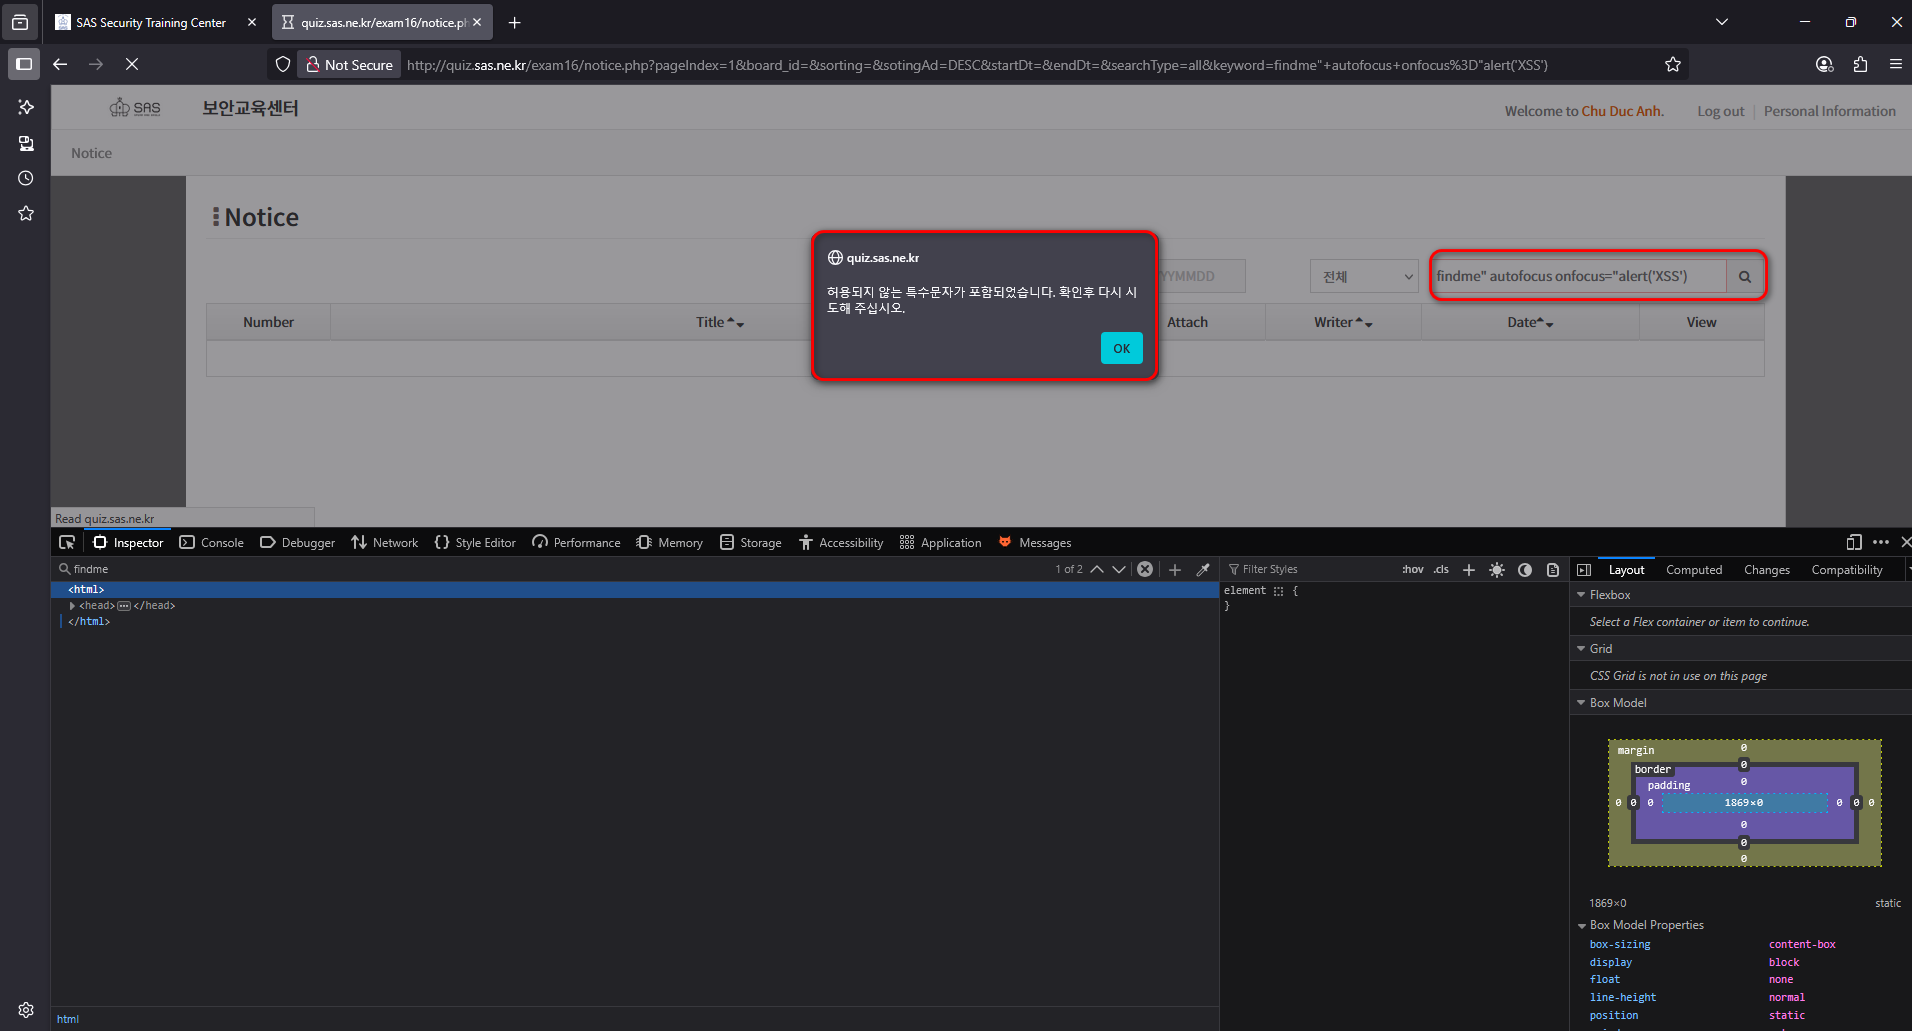 SAS Security Training Center
quiz.sas.ne.kr/exam16/notice.ph
Not Secure
http://quiz.sas.ne.kr/exam16/notice.php?pageIndex=1&board_id=&sorting=&sotingAd=DESC&startDt=&endDt=&searchType=all&keyword=findme"+autofocus+onfocus%3D"alert('XSS')
SAS 보안교육센터
Welcome to Chu Duc Anh. Log out | Personal Information
Notice
Notice
quiz.sas.ne.kr
허용되지 않는 특수문자가 포함되었습니다. 확인후 다시 시
도해 주십시오.
OK
YYMMDD
전체
findme" autofocus onfocus="alert('XSS')
Number Title Attach Writer Date View
Read quiz.sas.ne.kr
Inspector Console Debugger Network Style Editor Performance Memory Storage Accessibility Application Messages
findme 1 of 2
Filter Styles :hov .cls
Layout Computed Changes Compatibility
<html>
<head> ••• </head>
</html>
element {
}
Flexbox
Select a Flex container or item to continue.
Grid
CSS Grid is not in use on this page
Box Model
margin 0
border 0
padding 0
0 0 0 1869×0 0 0 0
0
0
0
1869×0 static
Box Model Properties
box-sizing content-box
display block
float none
line-height normal
position static
html